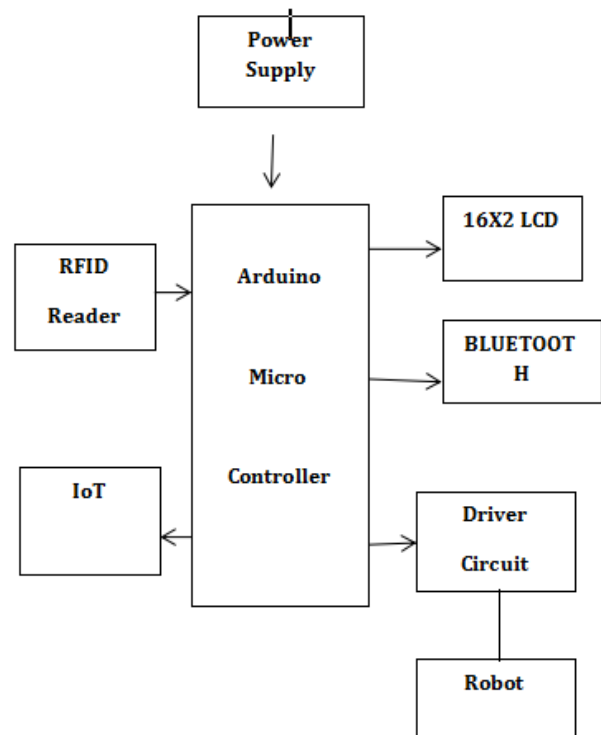 Power
Supply
RFID
Reader
Arduino
Micro
Controller
16X2 LCD
BLUETOOT
H
IoT
Driver
Circuit
Robot